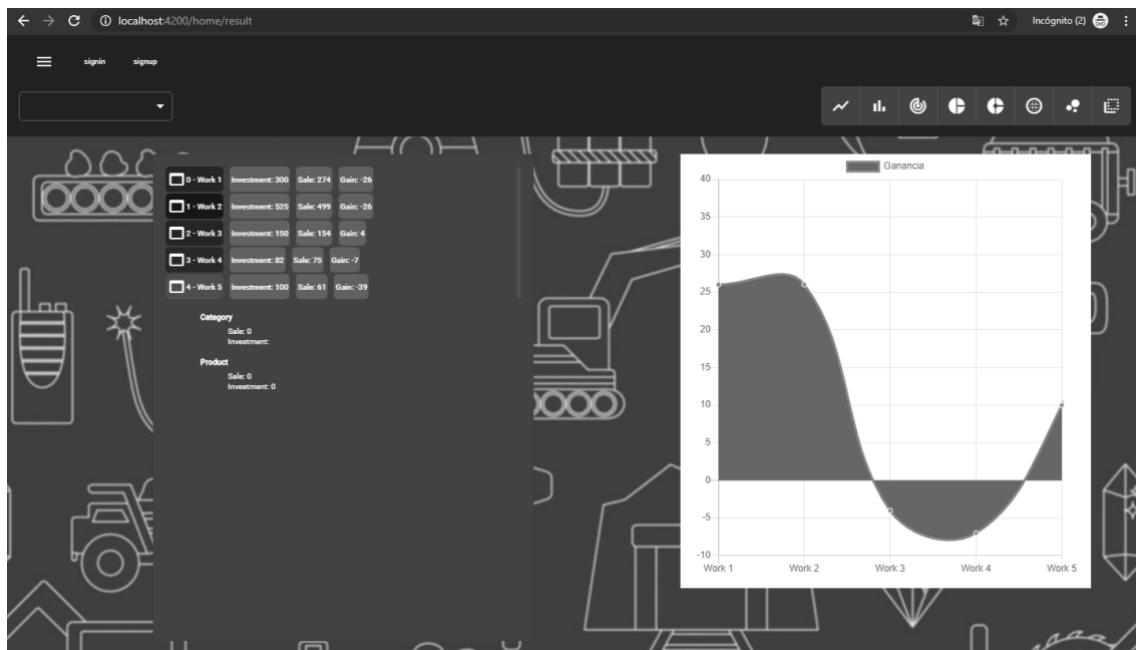 localhost:4200/home/result
Incógnito (2)
signin signup
0 - Work 1 Investment: 300 Sale: 274 Gain: -26
1 - Work 2 Investment: 525 Sale: 499 Gain: -26
2 - Work 3 Investment: 150 Sale: 154 Gain: 4
3 - Work 4 Investment: 82 Sale: 75 Gain: -7
4 - Work 5 Investment: 100 Sale: 61 Gain: -39
Category
Sale: 0
Investment:
Product
Sale: 0
Investment: 0
Ganancia
40
35
30
25
20
15
10
5
0
-5
-10
Work 1 Work 2 Work 3 Work 4 Work 5